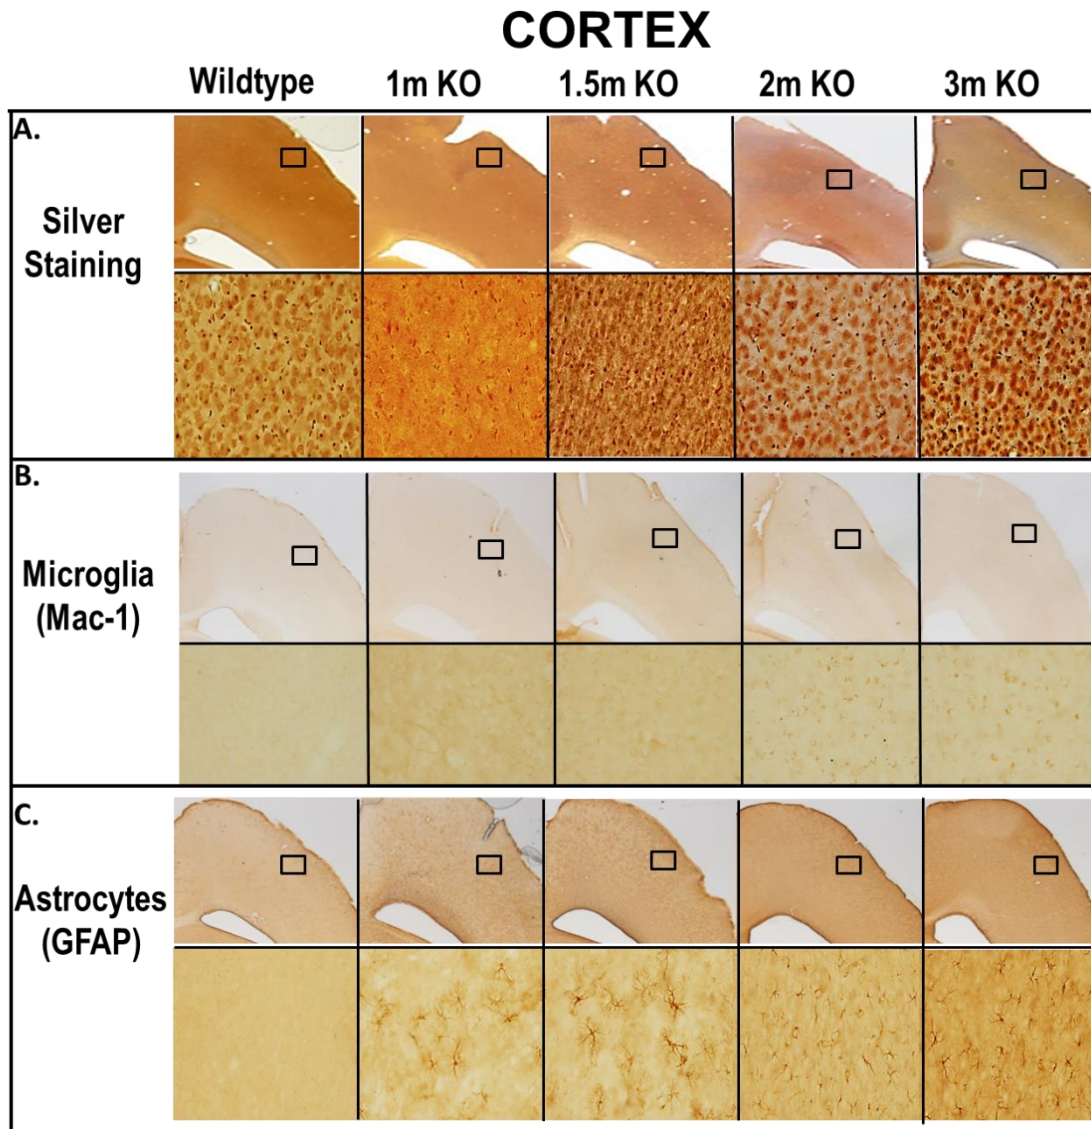 CORTEX
Wildtype 1m KO 1.5m KO 2m KO 3m KO
A.
Silver
Staining
B.
Microglia
(Mac-1)
C.
Astrocytes
(GFAP)